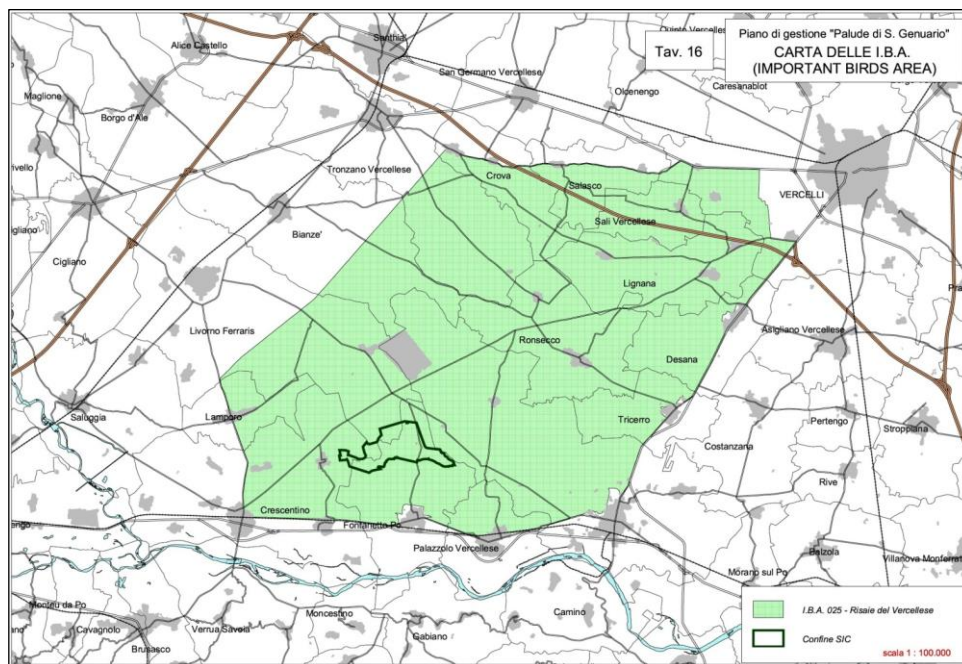 Piano di gestione "Palude di S. Genuario"
Tav. 16
CARTA DELLE I.B.A.
(IMPORTANT BIRDS AREA)
Santhia'
Alice Castello
San Germano Vercellese
Olcenengo
Caresanablot
Maglione
Borgo d'Ale
Tronzano Vercellese
Crova
Salasco
VERCELLI
Sali Vercellese
Bianze'
Cigliano
Lignana
Livorno Ferraris
Ronsecco
Asigliano Vercellese
Desana
Saluggia
Lamporo
Tricerro
Pertengo
Stroppiana
Costanzana
Rive
Crescentino
Fontanetto Po
Palazzolo Vercellese
Balzola
Villanova Monferrat
Morano sul Po
Moncestino
Camino
Verrua Savoia
Cavagnolo
Gabiano
Brusasco
I.B.A. 025 - Risaie del Vercellese
Confine SIC
scala 1 : 100.000